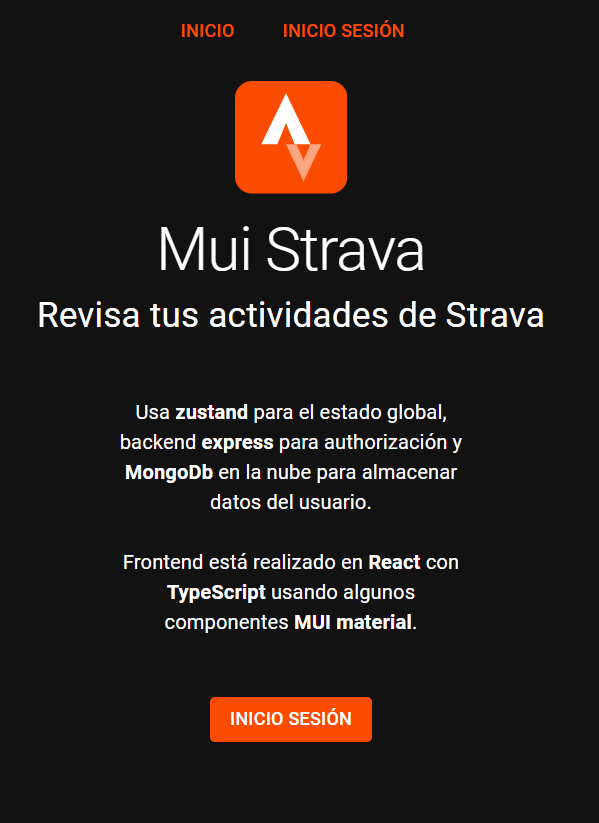 INICIO INICIO SESIÓN
Mui Strava
Revisa tus actividades de Strava
Usa zustand para el estado global,
backend express para authorización y
MongoDb en la nube para almacenar
datos del usuario.
Frontend está realizado en React con
TypeScript usando algunos
componentes MUI material.
INICIO SESIÓN